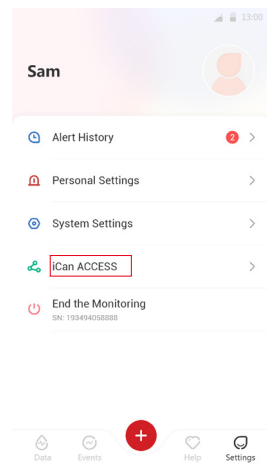 13:00
Sam
Alert History 2
Personal Settings
System Settings
iCan ACCESS
End the Monitoring
SN: 193494058888
Data Events Help Settings